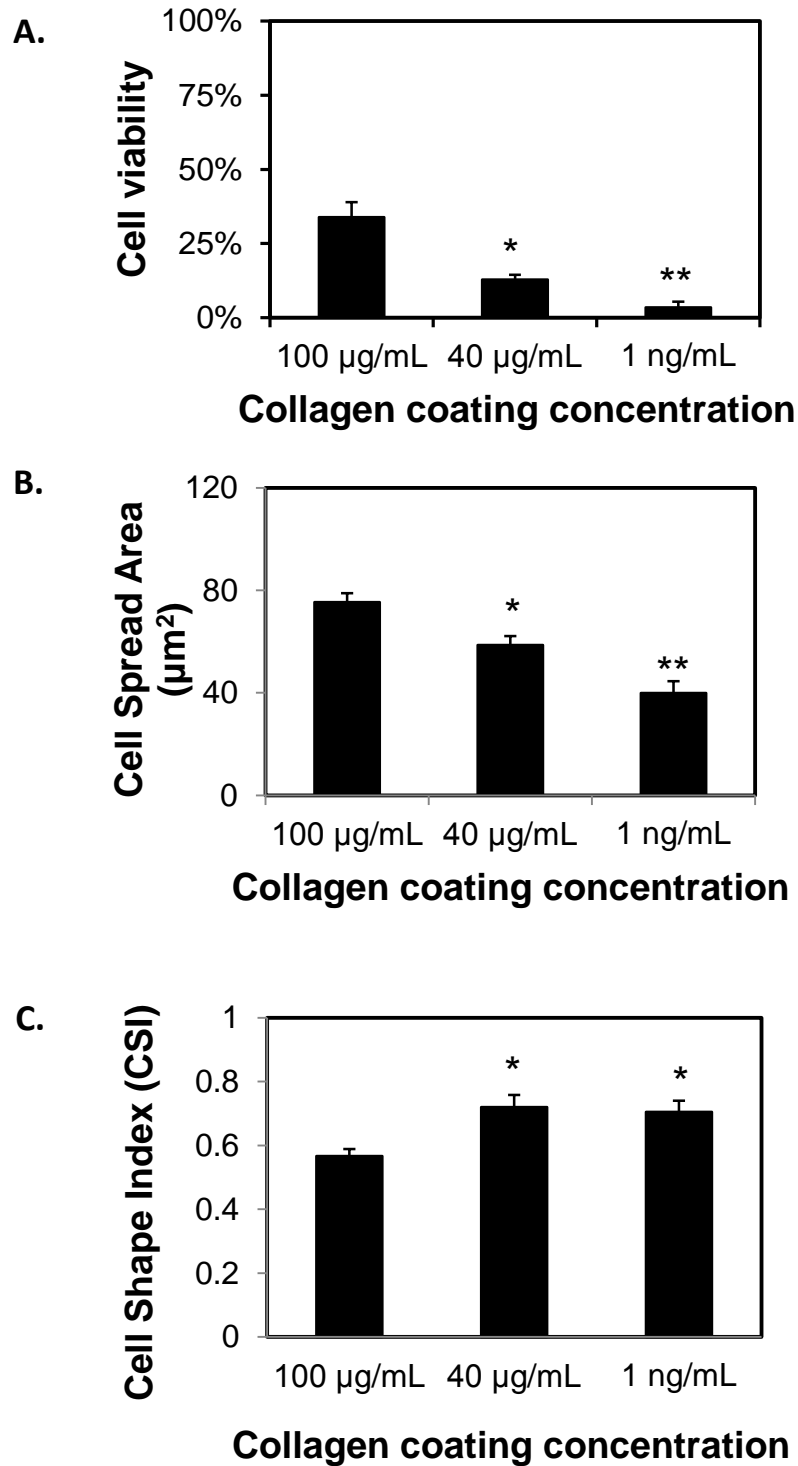 A.
Cell viability
100%
75%
50%
25%
0%
*
**
100 µg/mL 40 µg/mL 1 ng/mL
Collagen coating concentration
B.
Cell Spread Area
(µm²)
120
80
40
0
*
**
100 µg/mL 40 µg/mL 1 ng/mL
Collagen coating concentration
C.
Cell Shape Index (CSI)
1
0.8
0.6
0.4
0.2
0
*
*
100 µg/mL 40 µg/mL 1 ng/mL
Collagen coating concentration